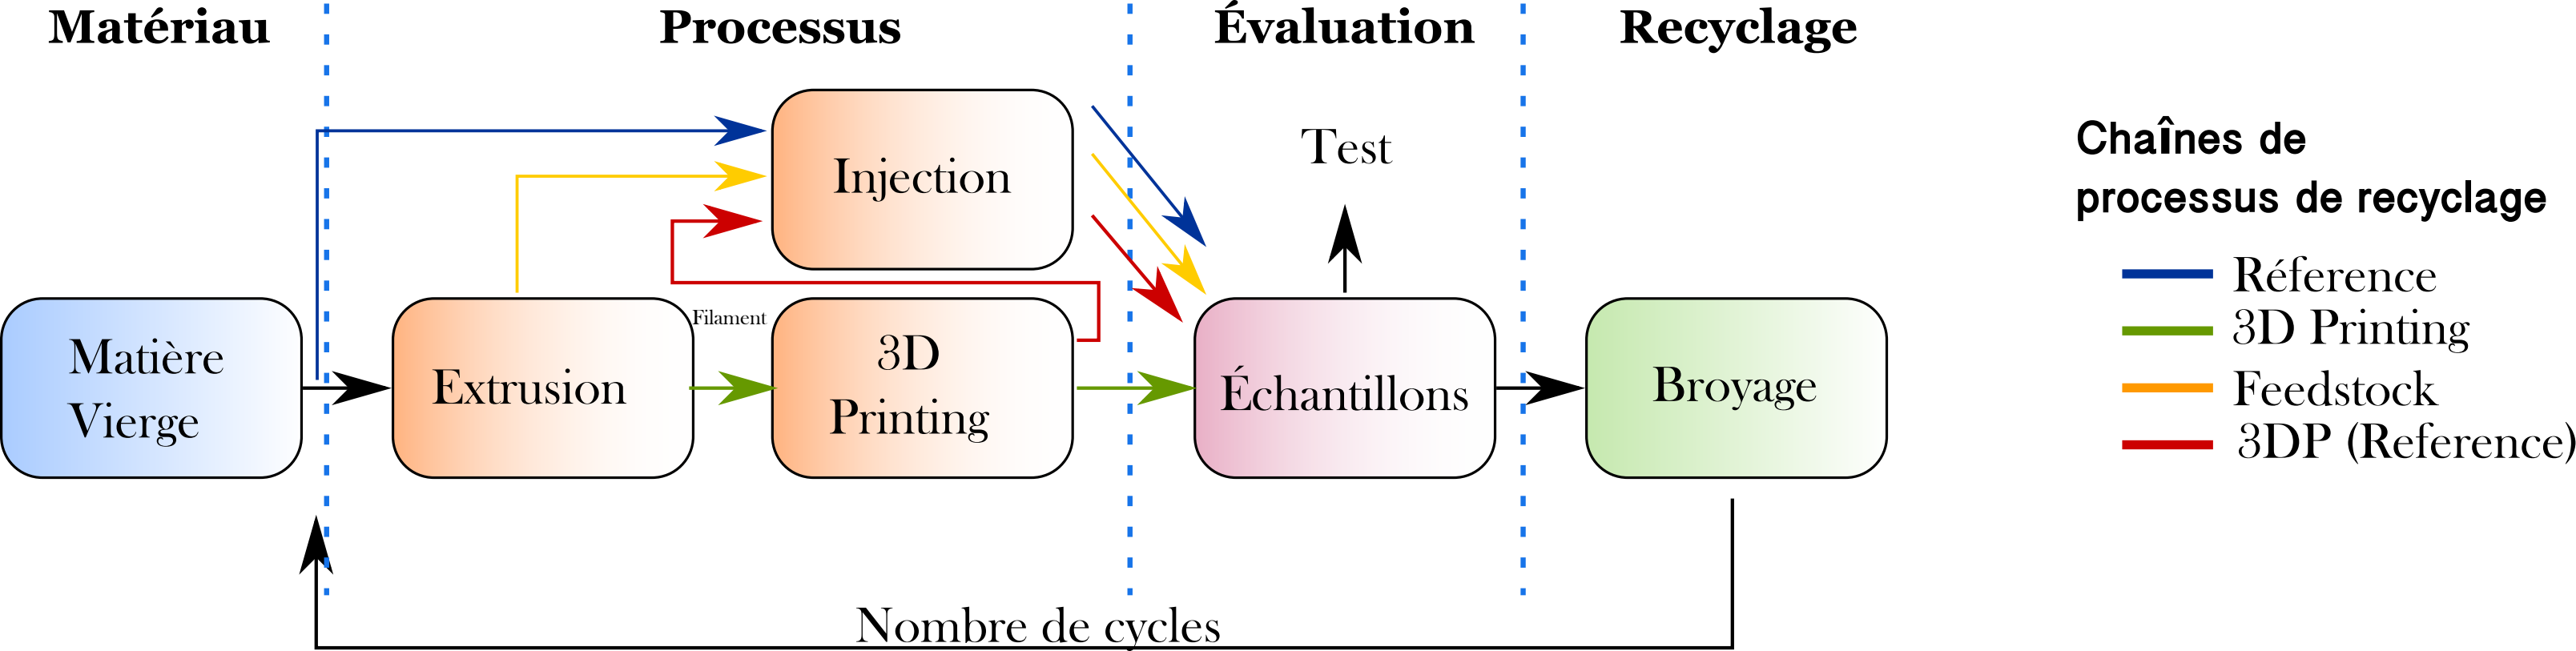 Matériau
Processus
Évaluation
Recyclage
Injection
Test
Chaînes de
processus de recyclage
Réference
3D Printing
Feedstock
3DP (Reference)
Matière
Vierge
Extrusion
Filament
3D
Printing
Échantillons
Broyage
Nombre de cycles